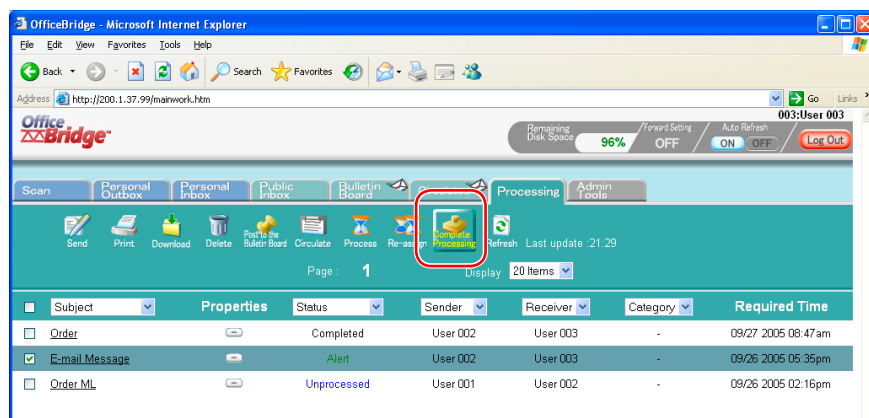 OfficeBridge - Microsoft Internet Explorer
File Edit View Favorites Tools Help
Back Search Favorites
Address http://200.1.37.99/mainwork.htm Go Links
003:User 003
Office Bridge
Remaining Disk Space 96% Forward Setting OFF Auto Refresh ON OFF Log Out
Scan Personal Outbox Personal Inbox Public Inbox Bulletin Board Processing Admin Tools
Send Print Download Delete Post to the Bulletin Board Circulate Process Re-assign Complete Processing Refresh Last update :21:29
Page : 1 Display 20 Items
Subject Properties Status Sender Receiver Category Required Time
Order Completed User 002 User 003 - 09/27 2005 08:47am
E-mail Message Alert User 002 User 003 - 09/26 2005 05:35pm
Order ML Unprocessed User 001 User 002 - 09/26 2005 02:16pm